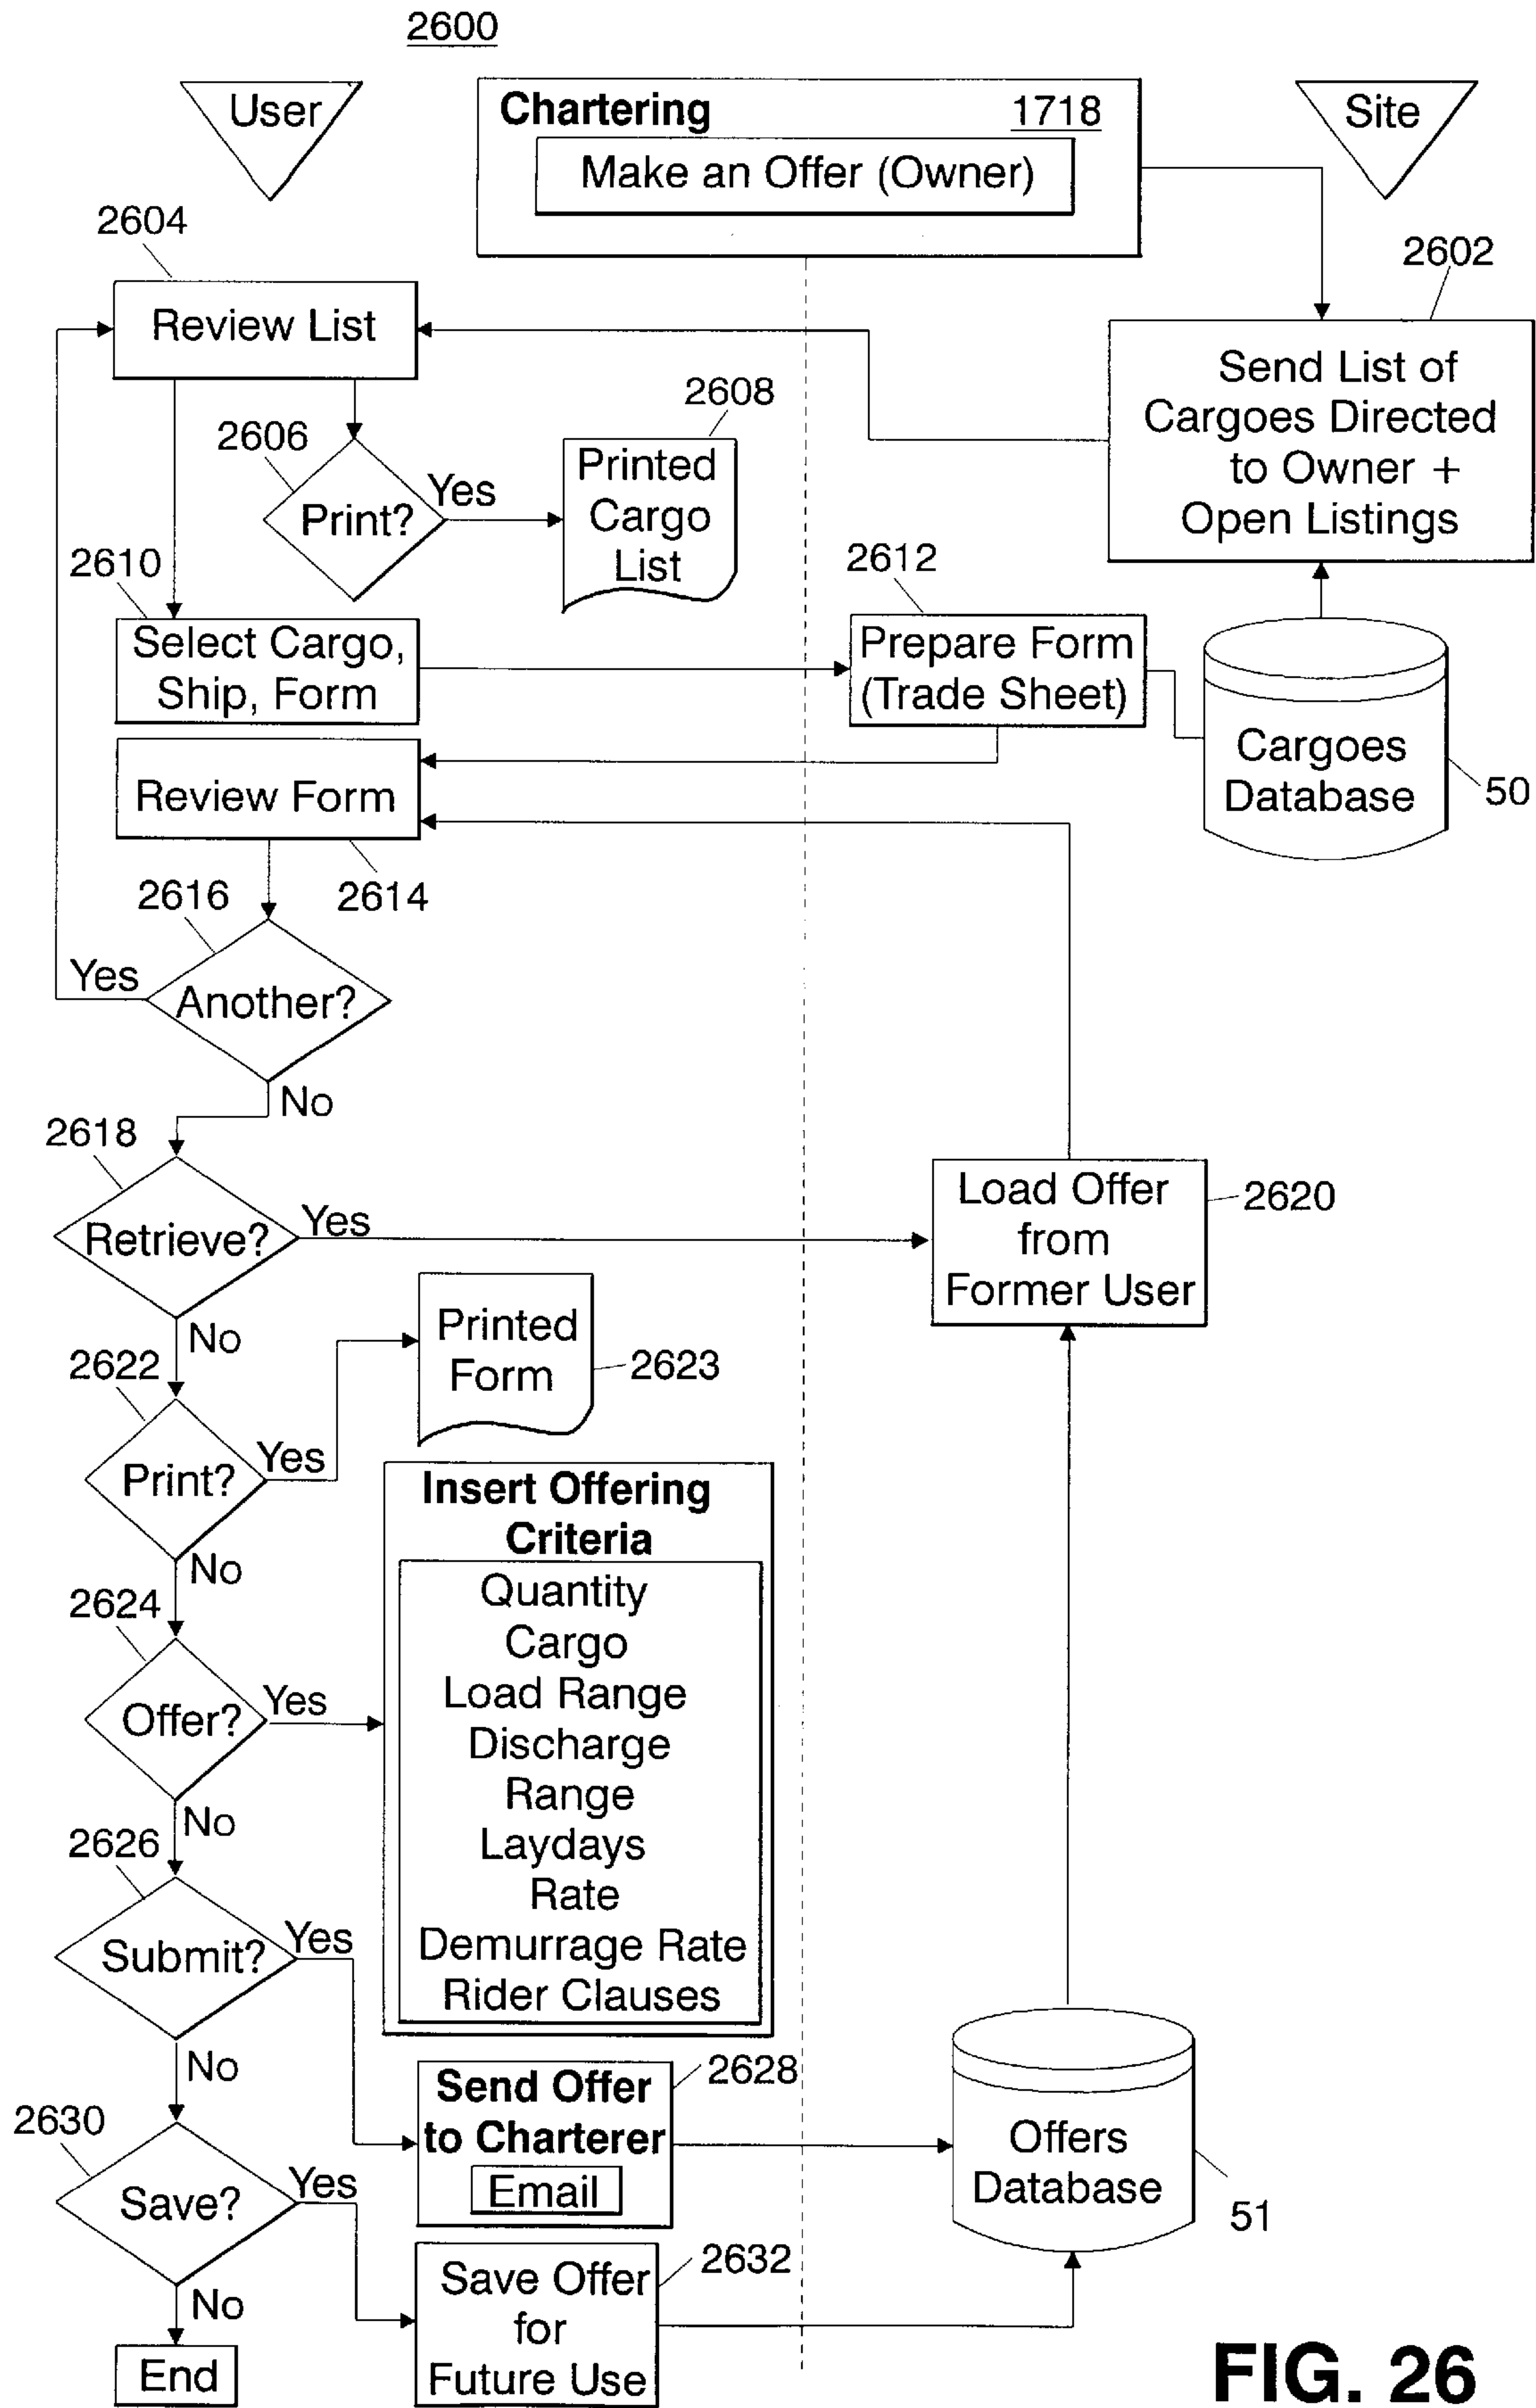 2600
User
Chartering
1718
Make an Offer (Owner)
Site
2604
2602
Review List
Send List of
Cargoes Directed
to Owner +
Open Listings
2608
2606
Printed
Cargo
List
Yes
Print?
2610
2612
Select Cargo,
Ship, Form
Prepare Form
(Trade Sheet)
Cargoes
Database
50
Review Form
2616
2614
Yes
Another?
No
2618
Retrieve?
Yes
Load Offer
from
Former User
2620
No
2622
Printed
Form
2623
Print?
Yes
No
Insert Offering
Criteria
Quantity
Cargo
Load Range
Discharge
Range
Laydays
Rate
Demurrage Rate
Rider Clauses
2624
Offer?
Yes
No
2626
Submit?
Yes
No
2628
Send Offer
to Charterer
Email
Offers
Database
51
2630
Save?
Yes
2632
Save Offer
for
Future Use
No
End
FIG. 26